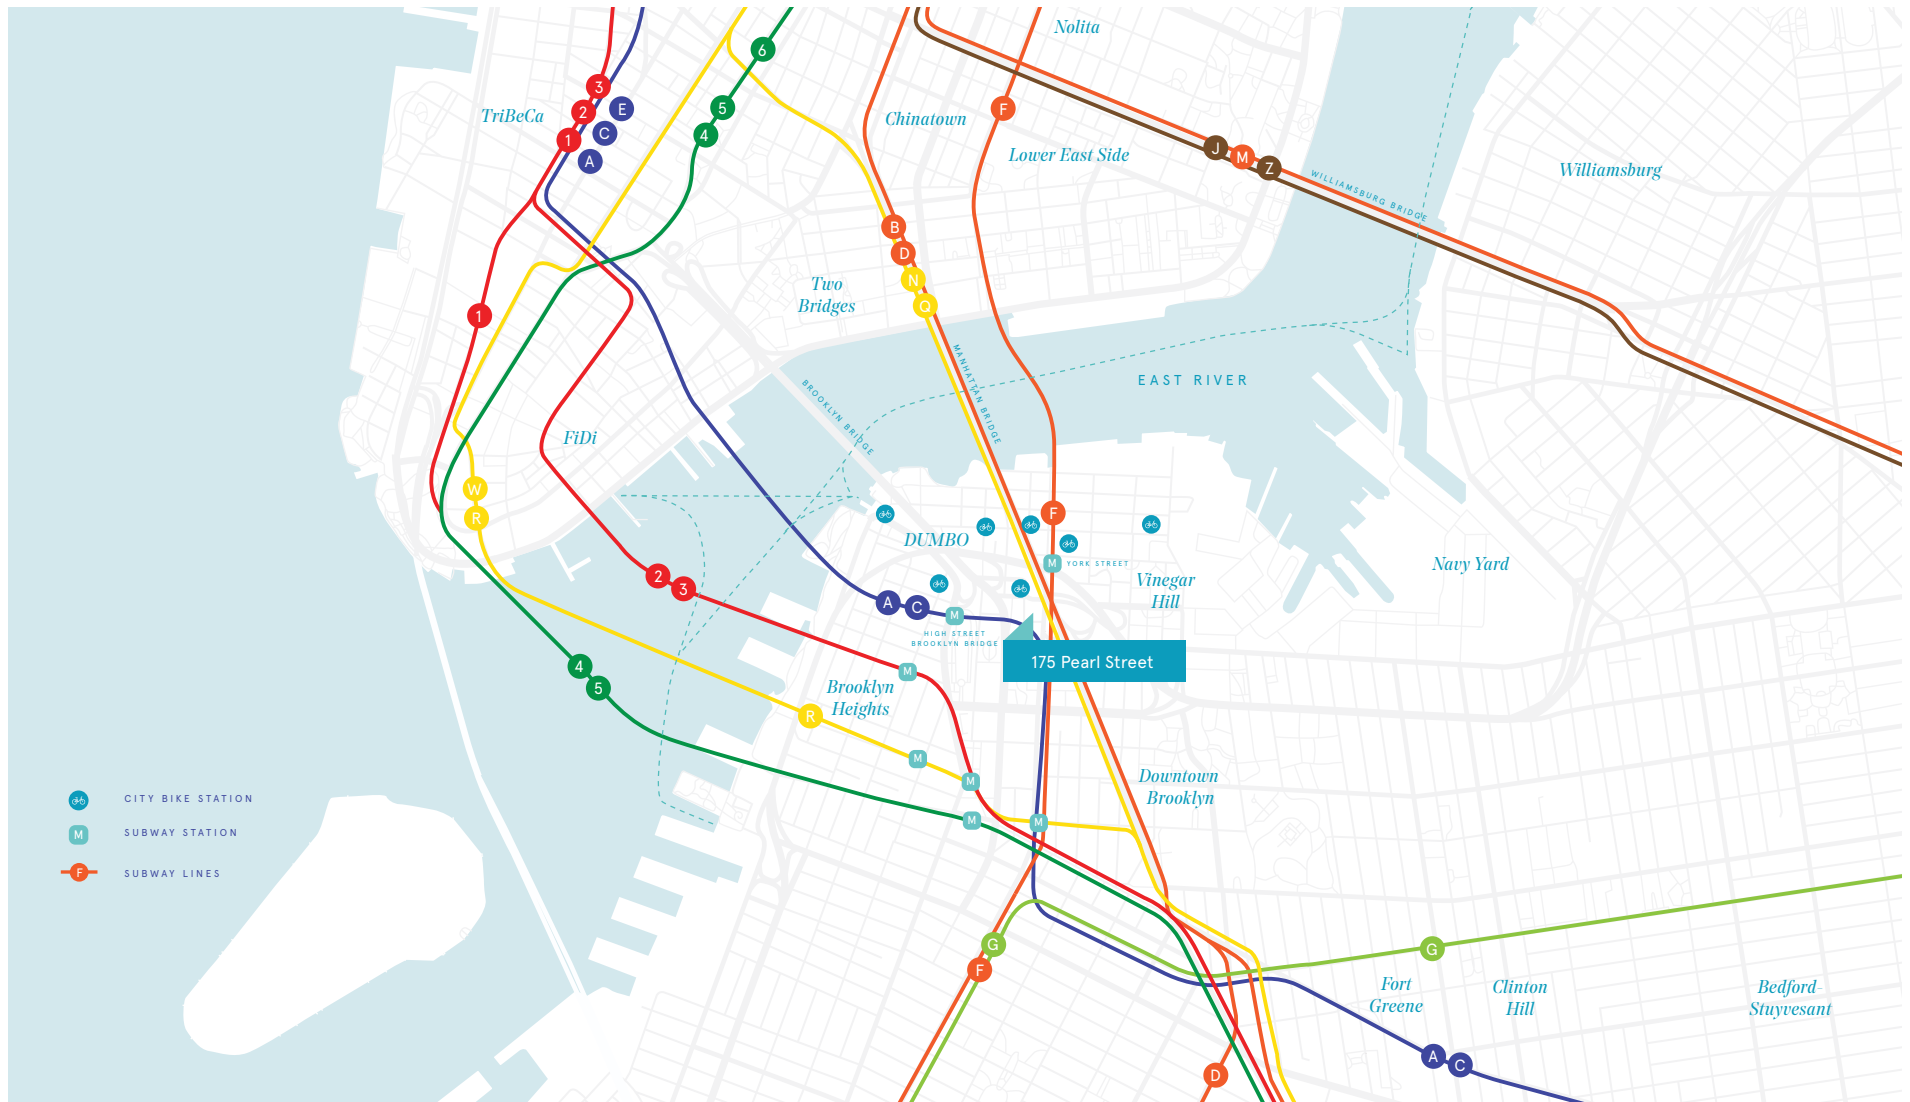 Nolita
6
3
2
E
TriBeCa
5
F
C
1
Chinatown
4
J
A
Lower East Side
M
Z
Williamsburg
WILLIAMSBURG BRIDGE
B
D
N
Two
Bridges
Q
1
MANHATTAN BRIDGE
EAST RIVER
BROOKLYN BRIDGE
FiDi
W
R
F
DUMBO
M
YORK STREET
Navy Yard
2
3
Vinegar
Hill
A
C
M
HIGH STREET
BROOKLYN BRIDGE
175 Pearl Street
4
5
M
Brooklyn
Heights
R
M
M
Downtown
Brooklyn
M
M
CITY BIKE STATION
M
SUBWAY STATION
F
SUBWAY LINES
G
F
G
Fort
Greene
Clinton
Hill
Bedford-
Stuyvesant
A
C
D